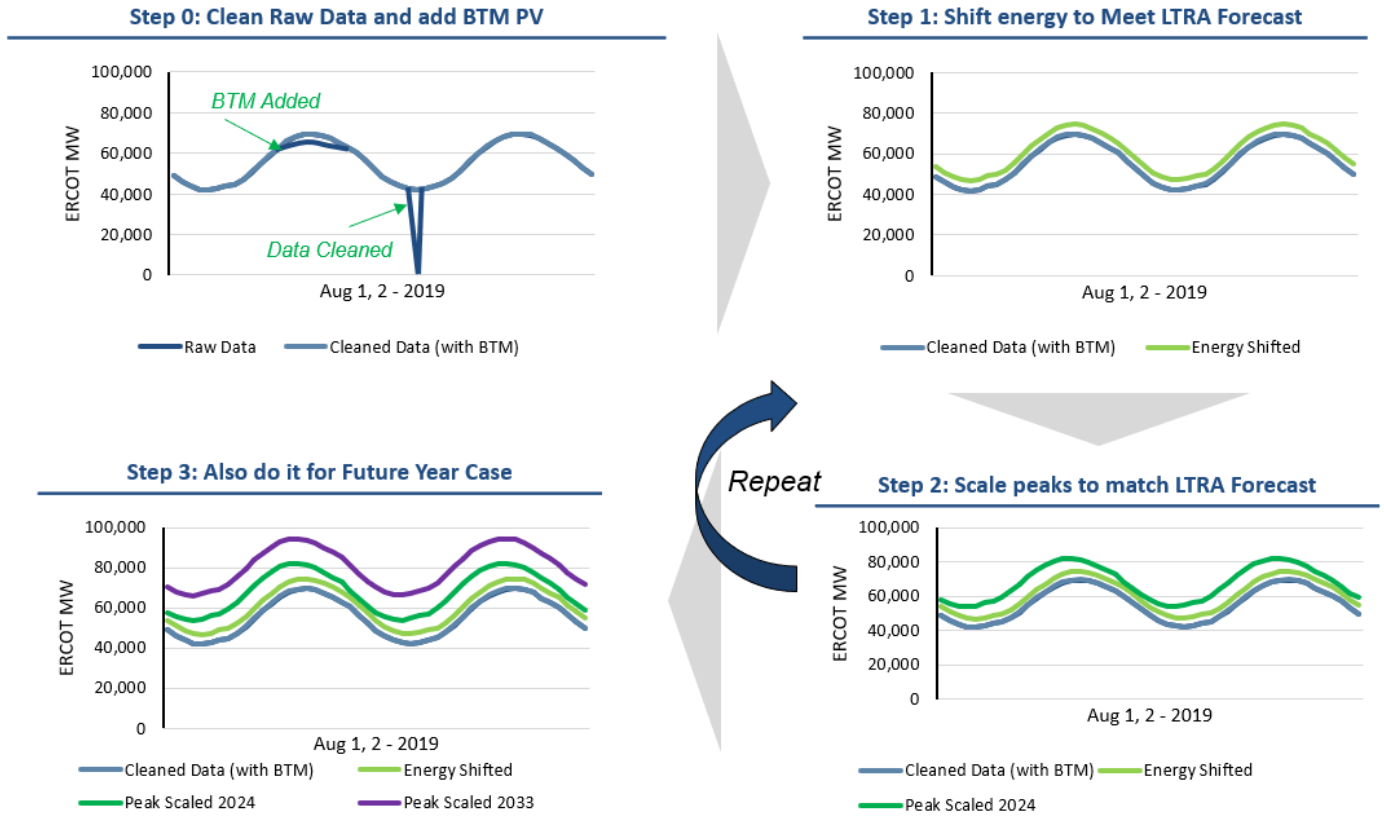 Step 0: Clean Raw Data and add BTM PV
100,000
80,000
60,000
40,000
20,000
0
ERCOT MW
BTM Added
Data Cleaned
Aug 1, 2 - 2019
Raw Data
Cleaned Data (with BTM)
Step 1: Shift energy to Meet LTRA Forecast
100,000
80,000
60,000
40,000
20,000
0
ERCOT MW
Aug 1, 2 - 2019
Cleaned Data (with BTM)
Energy Shifted
Repeat
Step 2: Scale peaks to match LTRA Forecast
100,000
80,000
60,000
40,000
20,000
0
ERCOT MW
Aug 1, 2 - 2019
Cleaned Data (with BTM)
Energy Shifted
Peak Scaled 2024
Step 3: Also do it for Future Year Case
100,000
80,000
60,000
40,000
20,000
0
ERCOT MW
Aug 1, 2 - 2019
Cleaned Data (with BTM)
Energy Shifted
Peak Scaled 2024
Peak Scaled 2033